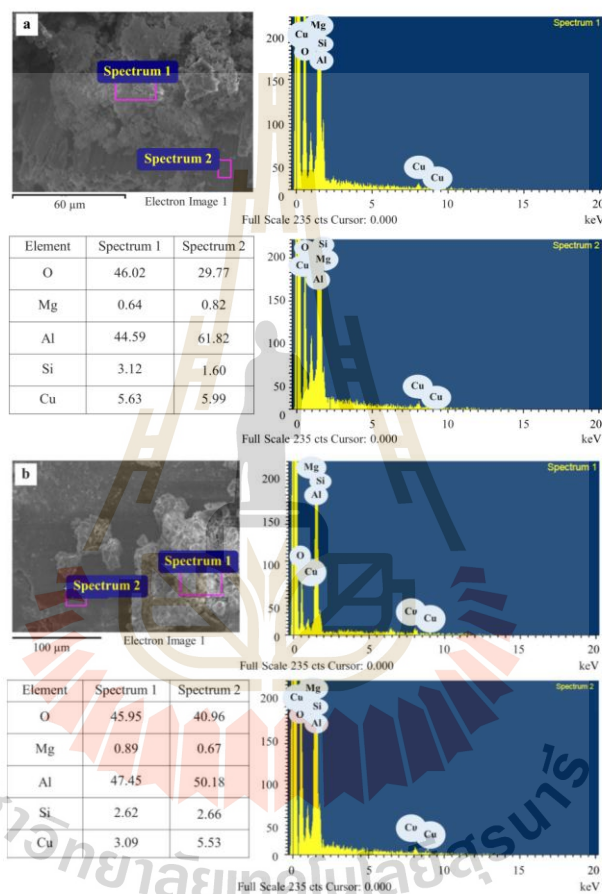 a
Spectrum 1
Spectrum 2
60 µm
Electron Image 1
Spectrum 1
Mg
Cu
Si
O
Al
Cu
Cu
200
150
100
50
0
0 5 10 15 20
Full Scale 235 cts Cursor: 0.000 keV
Element Spectrum 1 Spectrum 2
O 46.02 29.77
Mg 0.64 0.82
Al 44.59 61.82
Si 3.12 1.60
Cu 5.63 5.99
Spectrum 2
O
Si
Cu
Mg
Al
Cu
Cu
200
150
100
50
0
0 5 10 15 20
Full Scale 235 cts Cursor: 0.000 keV
b
Spectrum 1
Spectrum 2
100 µm
Electron Image 1
Spectrum 1
Mg
Si
Al
O
Cu
Cu
Cu
200
150
100
50
0
0 5 10 15 20
Full Scale 235 cts Cursor: 0.000 keV
Element Spectrum 1 Spectrum 2
O 45.95 40.96
Mg 0.89 0.67
Al 47.45 50.18
Si 2.62 2.66
Cu 3.09 5.53
Spectrum 2
Mg
Cu
Si
O
Al
Cu
Cu
200
150
100
50
0
0 5 10 15 20
Full Scale 235 cts Cursor: 0.000 keV